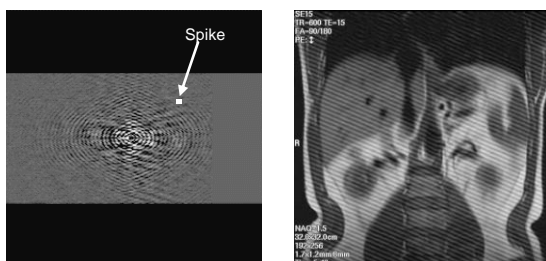 Spike
SE15
TR=600 TE=15
FA=90/180
PE: ↕
R
NAQ=1.5
32.0×32.0cm
192×256